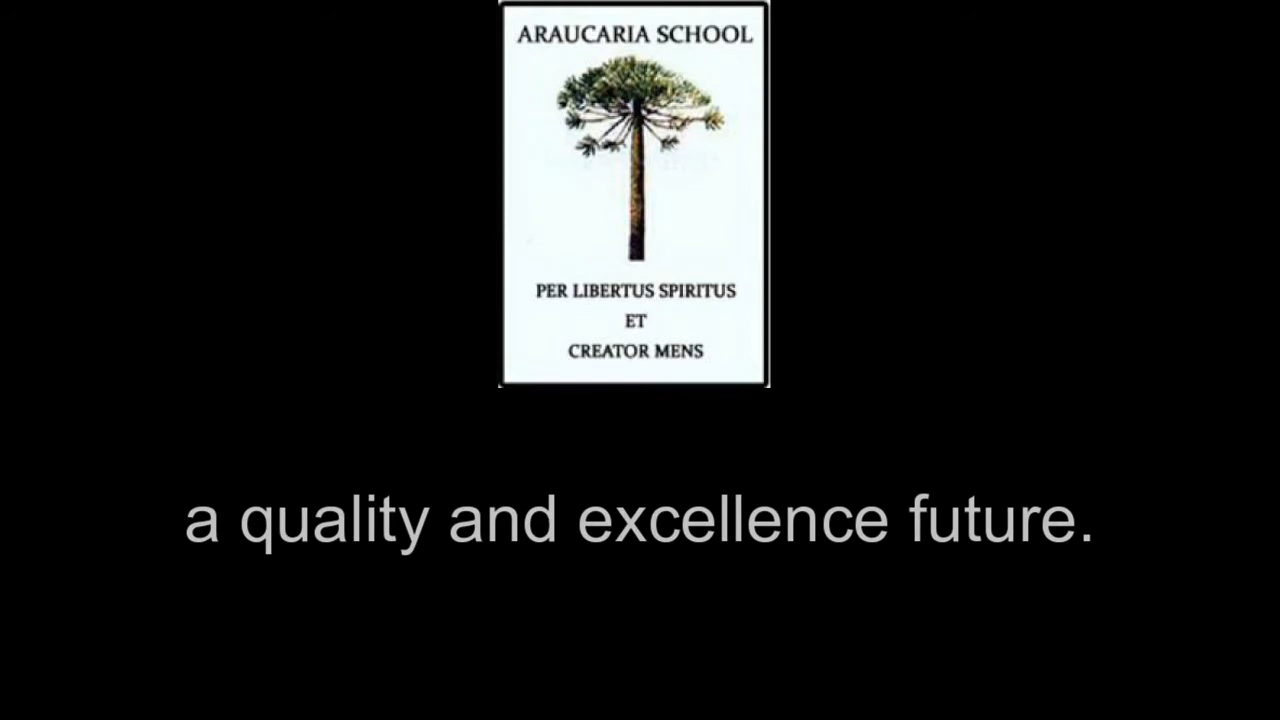 ARAUCARIA SCHOOL
PER LIBERTUS SPIRITUS
ET
CREATOR MENS
a quality and excellence future.